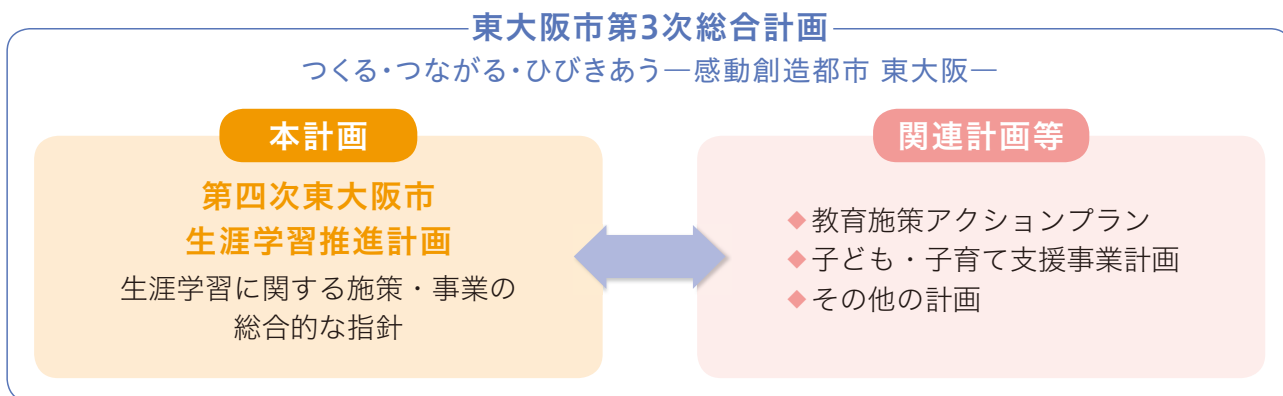 東大阪市第3次総合計画
つくる・つながる・ひびきあう―感動創造都市 東大阪―
本計画
第四次東大阪市
生涯学習推進計画
生涯学習に関する施策・事業の
総合的な指針
関連計画等
◆教育施策アクションプラン
◆子ども・子育て支援事業計画
◆その他の計画